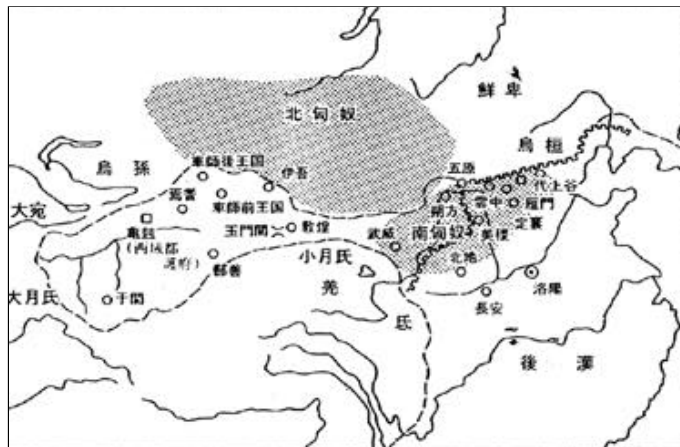 鮮卑
北匈奴
烏桓
烏孫
車師後王国
伊吾
五原
代上谷
大宛
焉耆
車師前王国
朔方
雲中
雁門
亀茲
(西域都護府)
玉門関
敦煌
武威
南匈奴
美稷
定襄
小月氏
北地
鄯善
羌
大月氏
于闐
氐
長安
洛陽
後漢